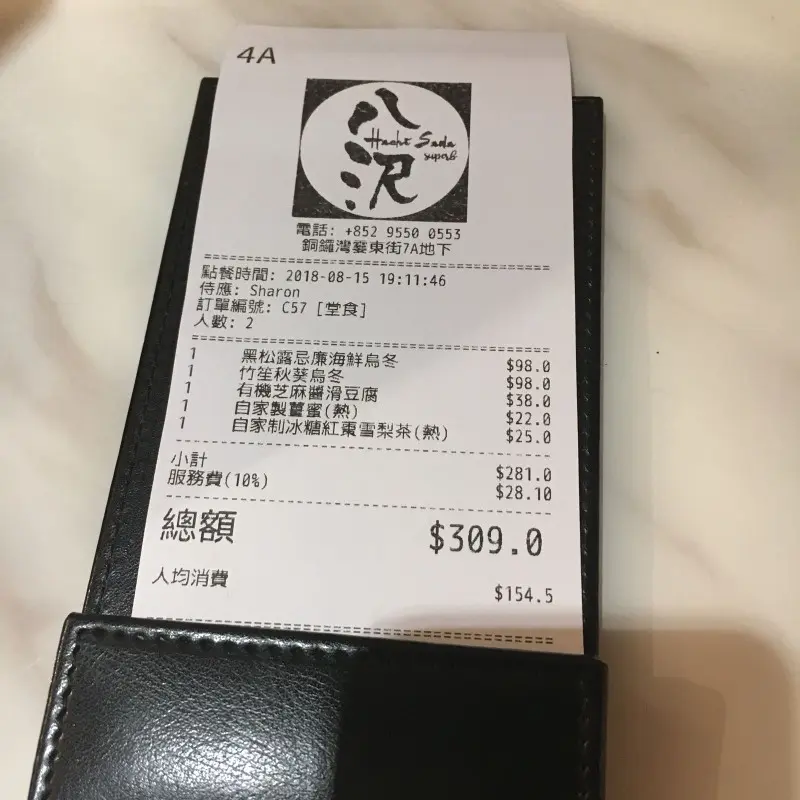 4A
八沢
Hachi Sada
superb
電話: +852 9550 0553
銅鑼灣蘭東街7A地下
點餐時間: 2018-08-15 19:11:46
侍應: Sharon
訂單編號: C57 [堂食]
人數: 2
1 黑松露忌廉海鮮烏冬 $98.0
1 竹笙秋葵烏冬 $98.0
1 有機芝麻醬滑豆腐 $38.0
1 自家製薑蜜(熱) $22.0
1 自家制冰糖紅棗雪梨茶(熱) $25.0
小計 $281.0
服務費(10%) $28.10
總額 $309.0
人均消費 $154.5